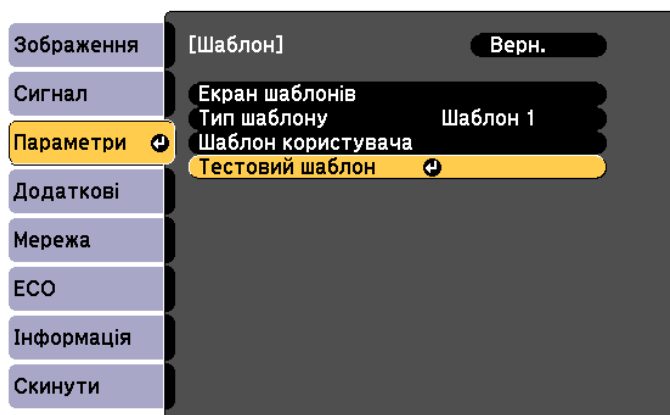 Зображення
Сигнал
Параметри
Додаткові
Мережа
ECO
Інформація
Скинути
[Шаблон] Верн.
Екран шаблонів
Тип шаблону Шаблон 1
Шаблон користувача
Тестовий шаблон